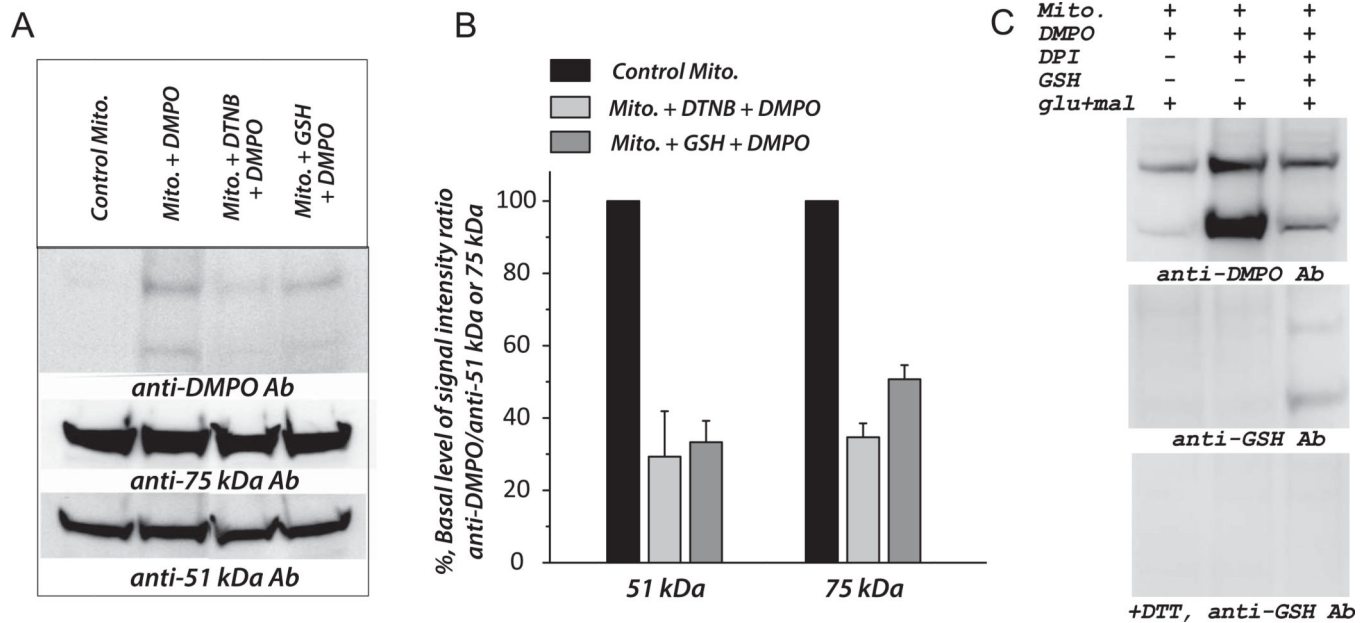 A
Control Mito.
Mito. + DMPO
Mito. + DTNB
+ DMPO
Mito. + GSH
+ DMPO
anti-DMPO Ab
anti-75 kDa Ab
anti-51 kDa Ab
B
Control Mito.
Mito. + DTNB + DMPO
Mito. + GSH + DMPO
%, Basal level of signal intensity ratio
anti-DMPO/anti-51 kDa or 75 kDa
100
80
60
40
20
0
51 kDa
75 kDa
C
Mito. + + +
DMPO + + +
DPI - + +
GSH - - +
glu+mal + + +
anti-DMPO Ab
anti-GSH Ab
+DTT, anti-GSH Ab